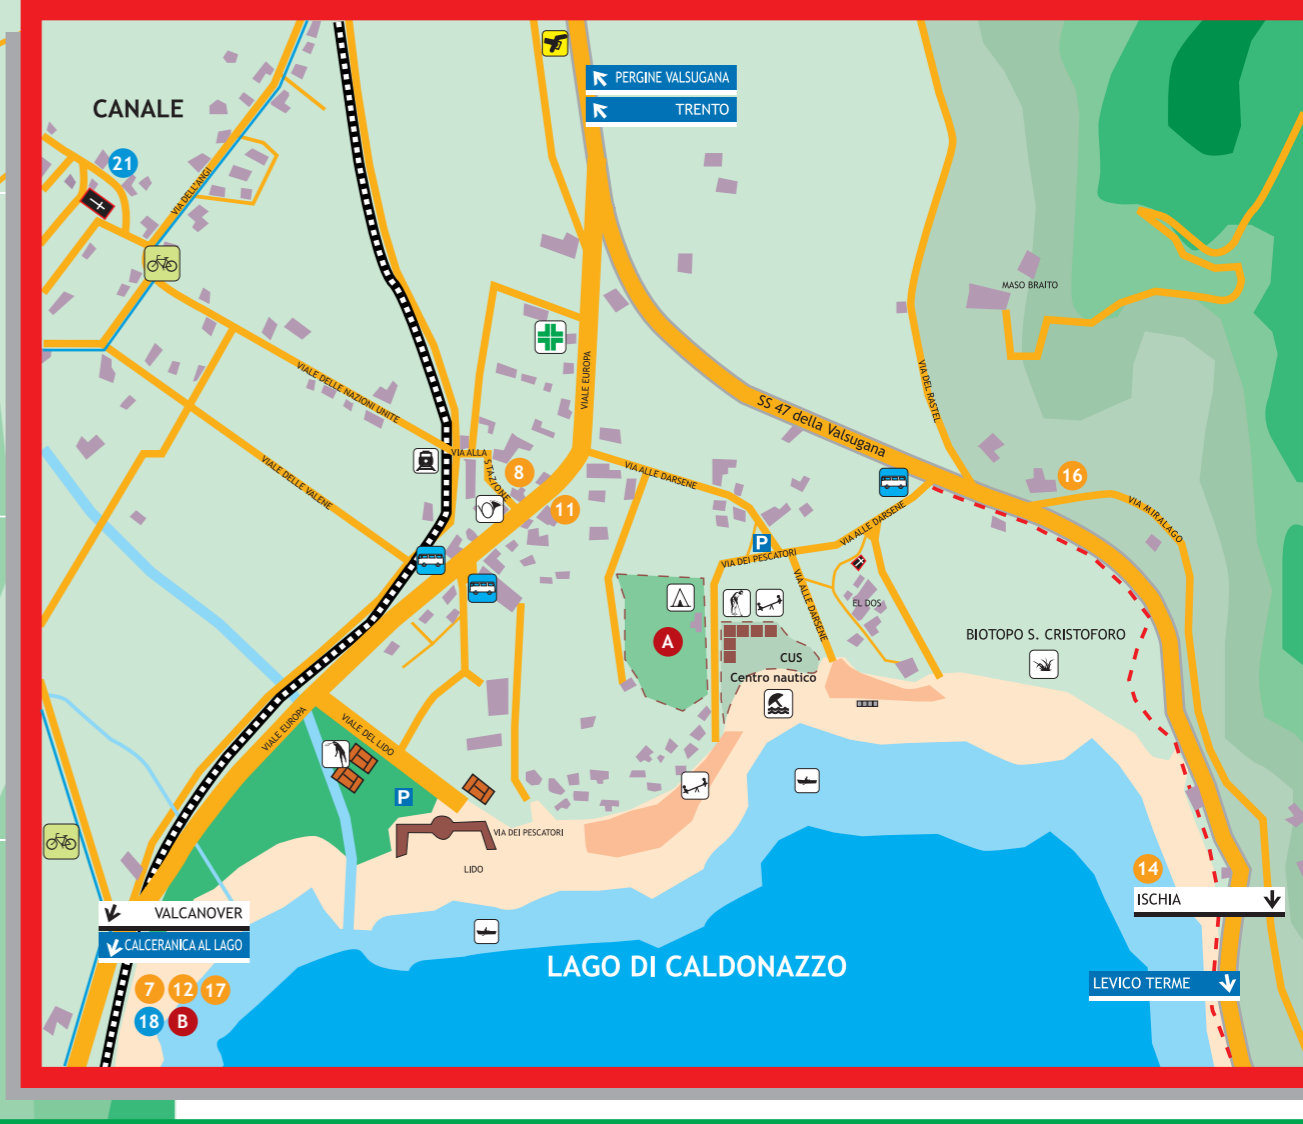 PERGINE VALSUGANA
TRENTO
CANALE
21
VIA DELL'ANGI
MASO BRAITO
VIALE EUROPA
VIALE DELLE NAZIONI UNITE
VIA DEL RASTEL
SS 47 della Valsugana
VIA ALLA
STAZIONE
8
VIA ALLE DARSENE
16
VIALE DELLE VALENE
11
VIA MIRALAGO
VIA ALLE DARSENE
P
VIA DEI PESCATORI
VIA ALLE DARSENE
EL DOS
A
BIOTOPO S. CRISTOFORO
CUS
Centro nautico
VIALE EUROPA
VIALE DEL LIDO
P
VIA DEI PESCATORI
LIDO
14
ISCHIA
VALCANOVER
CALCERANICA AL LAGO
LAGO DI CALDONAZZO
LEVICO TERME
7 12 17
18 B